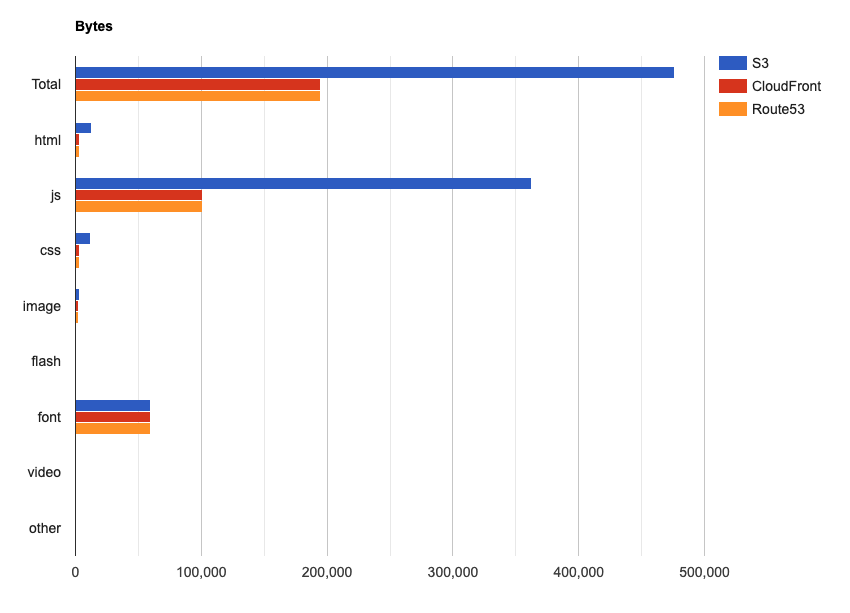 Bytes
S3
CloudFront
Route53
Total
html
js
css
image
flash
font
video
other
0 100,000 200,000 300,000 400,000 500,000